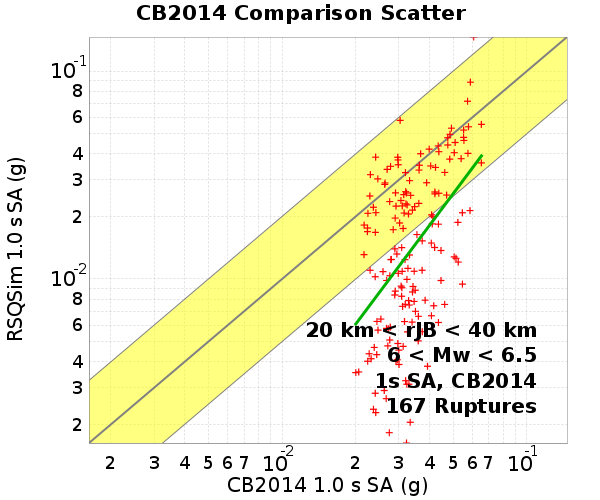 CB2014 Comparison Scatter
RSQSim 1.0 s SA (g)
10^-1
8
6
4
3
2
10^-2
8
6
4
3
2
20 km < rJB < 40 km
6 < Mw < 6.5
1s SA, CB2014
167 Ruptures
2 3 4 5 6 7 10^-2 2 3 4 5 6 7 10^-1
CB2014 1.0 s SA (g)